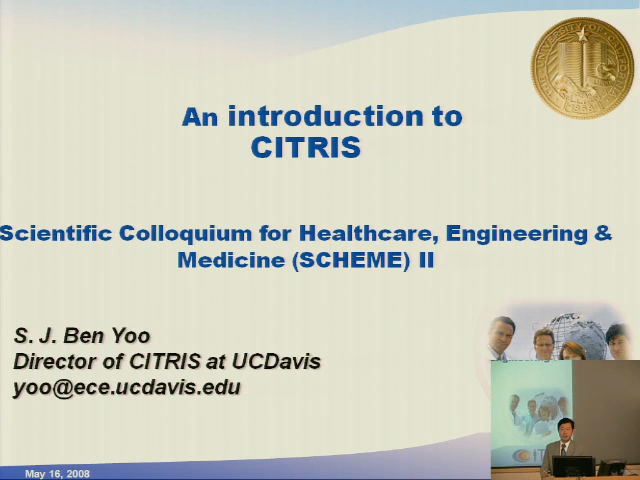 An introduction to
CITRIS
Scientific Colloquium for Healthcare, Engineering &
Medicine (SCHEME) II
S. J. Ben Yoo
Director of CITRIS at UCDavis
yoo@ece.ucdavis.edu
May 16, 2008